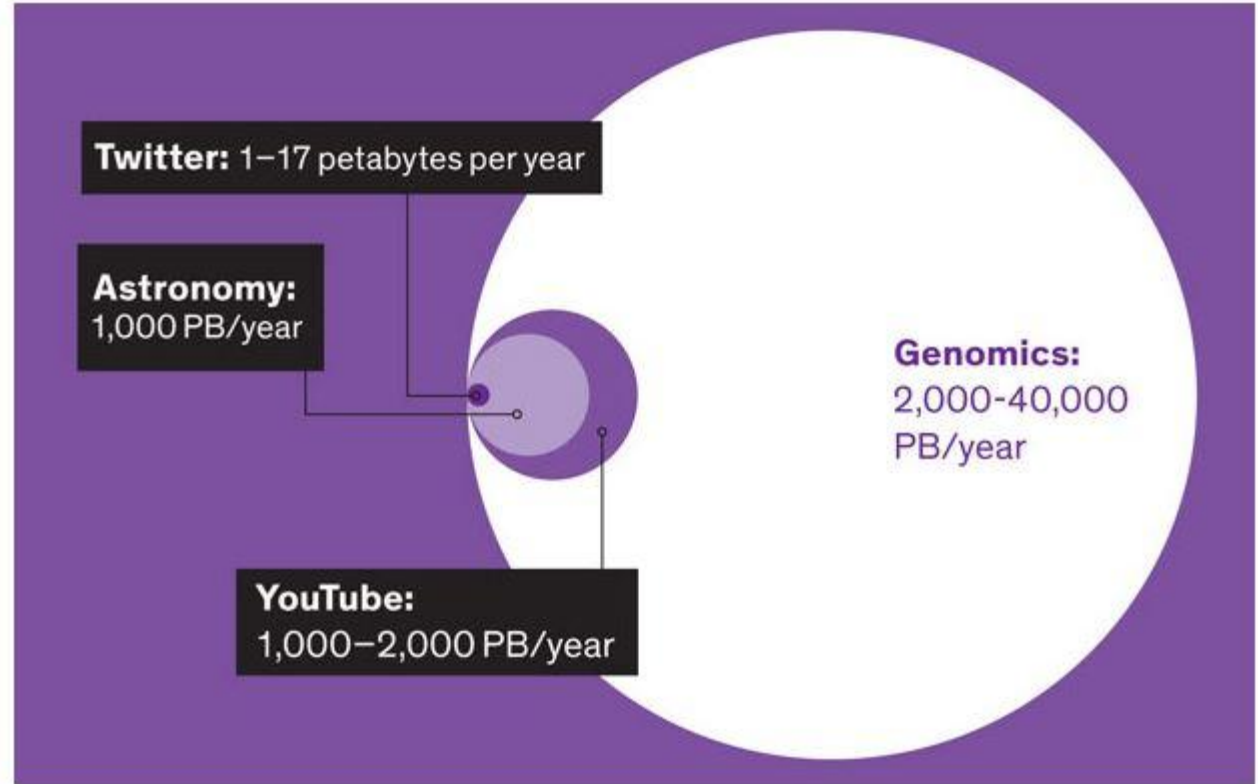 Twitter: 1–17 petabytes per year
Astronomy:
1,000 PB/year
Genomics:
2,000-40,000
PB/year
YouTube:
1,000–2,000 PB/year